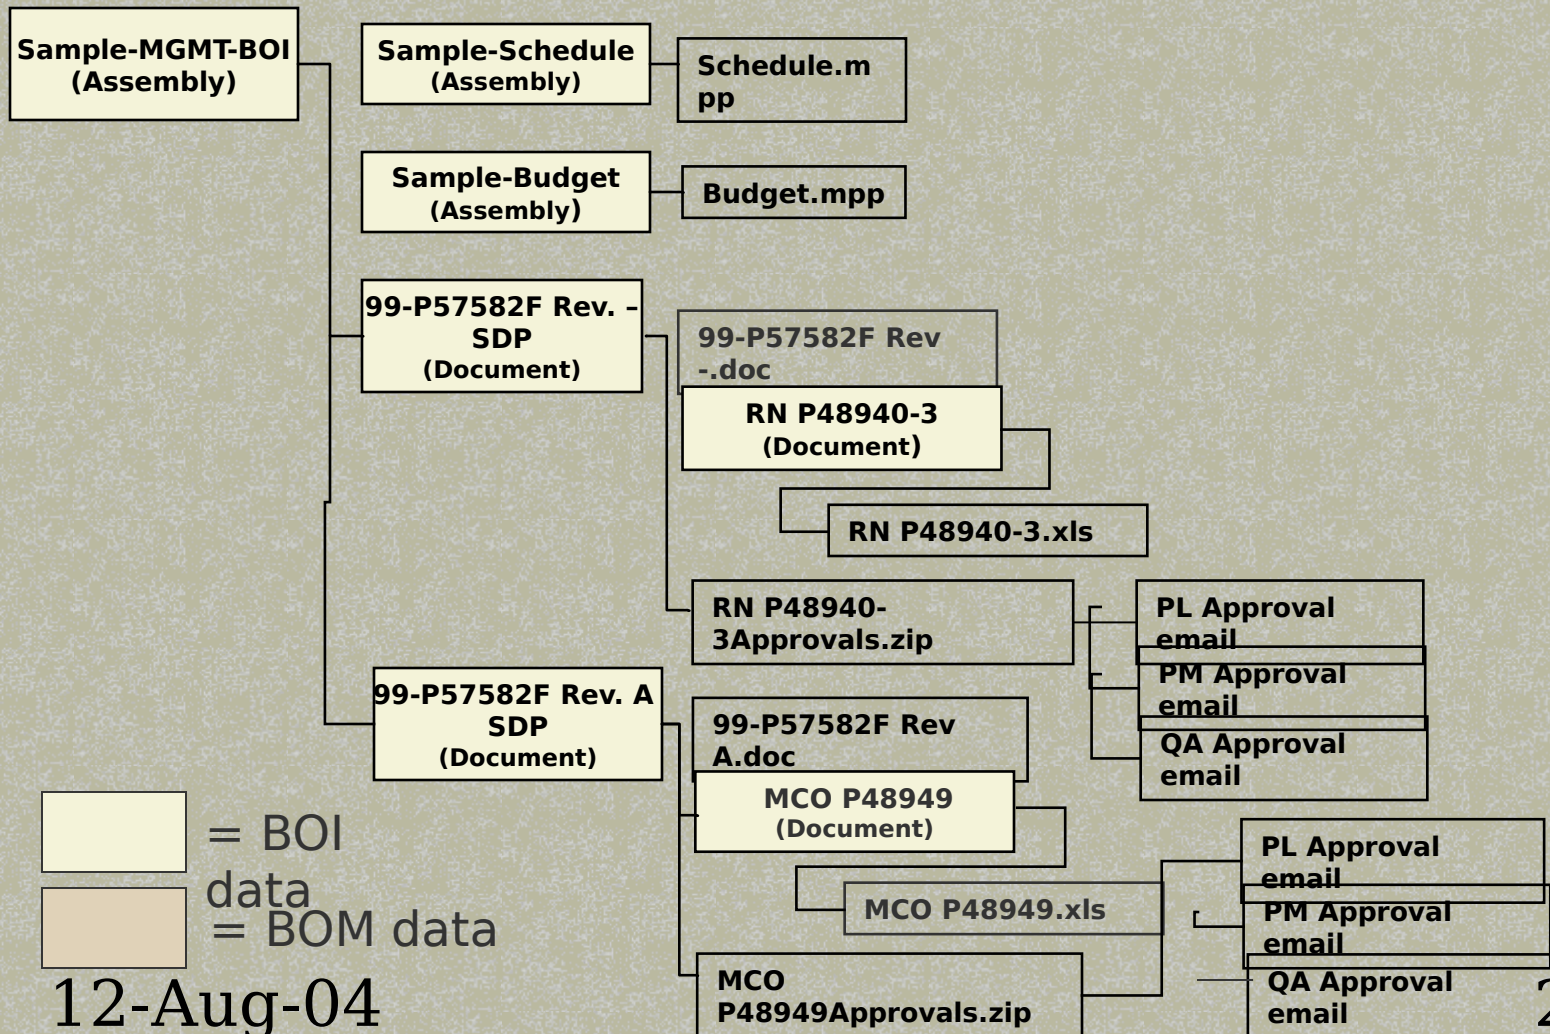 Sample-MGMT-BOI
(Assembly)
Sample-Schedule
(Assembly)
Schedule.m
pp
Sample-Budget
(Assembly)
Budget.mpp
99-P57582F Rev. –
SDP
(Document)
99-P57582F Rev
-.doc
RN P48940-3
(Document)
RN P48940-3.xls
RN P48940-
3Approvals.zip
PL Approval
email
PM Approval
email
QA Approval
email
99-P57582F Rev. A
SDP
(Document)
99-P57582F Rev
A.doc
MCO P48949
(Document)
MCO P48949.xls
MCO
P48949Approvals.zip
PL Approval
email
PM Approval
email
QA Approval
email
= BOI
data
= BOM data
12-Aug-04